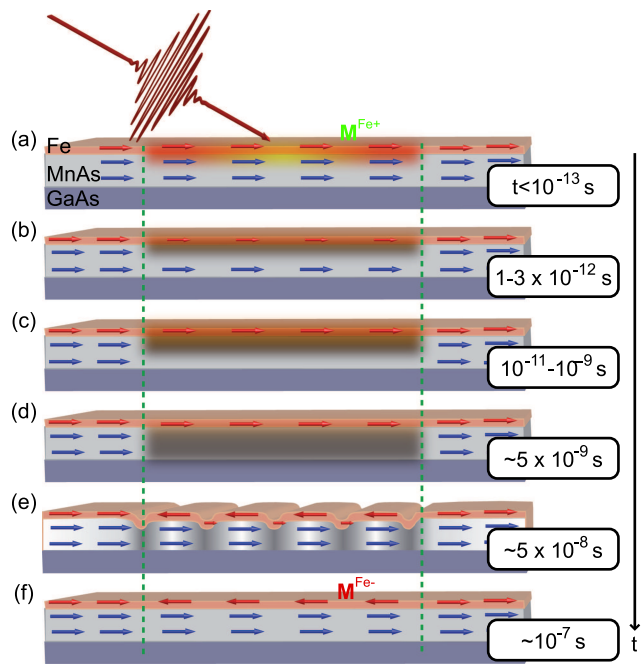 M^Fe+
(a)
Fe
MnAs
GaAs
t<10^-13 s
(b)
1-3 x 10^-12 s
(c)
10^-11-10^-9 s
(d)
~5 x 10^-9 s
(e)
~5 x 10^-8 s
(f)
M^Fe-
~10^-7 s
t